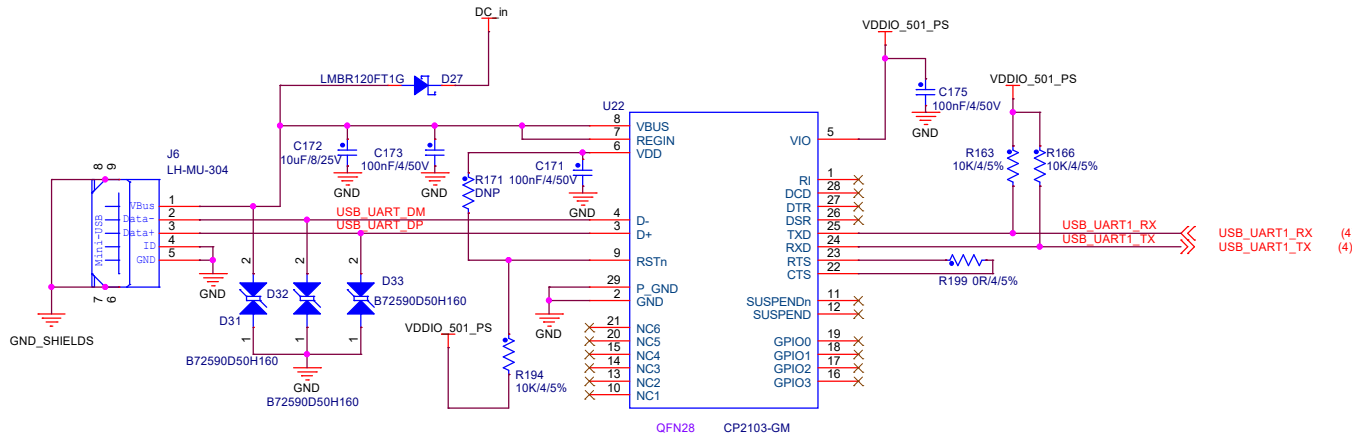 DC_in
VDDIO_501_PS
LMBR120FT1G D27
VDDIO_501_PS
C175
100nF/4/50V
GND
U22
8 VBUS
7 REGIN
6 VDD
VIO 5
C172
10uF/8/25V
GND
C173
100nF/4/50V
GND
R171
DNP
C171
100nF/4/50V
GND
R163
10K/4/5%
R166
10K/4/5%
J6
LH-MU-304
8 9
Mini-USB
VBus 1
Data- 2
Data+ 3
ID 4
GND 5
7 6
GND
GND_SHIELDS
USB_UART_DM
USB_UART_DP
4 D-
3 D+
9 RSTn
29 P_GND
2 GND
GND
21 NC6
20 NC5
15 NC4
14 NC3
13 NC2
10 NC1
RI 1
DCD 28
DTR 27
DSR 26
TXD 25
RXD 24
RTS 23
CTS 22
SUSPENDn 11
SUSPEND 12
GPIO0 19
GPIO1 18
GPIO2 17
GPIO3 16
USB_UART1_RX
USB_UART1_TX
USB_UART1_RX (4
USB_UART1_TX (4)
R199 0R/4/5%
2 2 2
D31
D32
D33
B72590D50H160
1 1 1
B72590D50H160
GND
B72590D50H160
VDDIO_501_PS
R194
10K/4/5%
QFN28 CP2103-GM